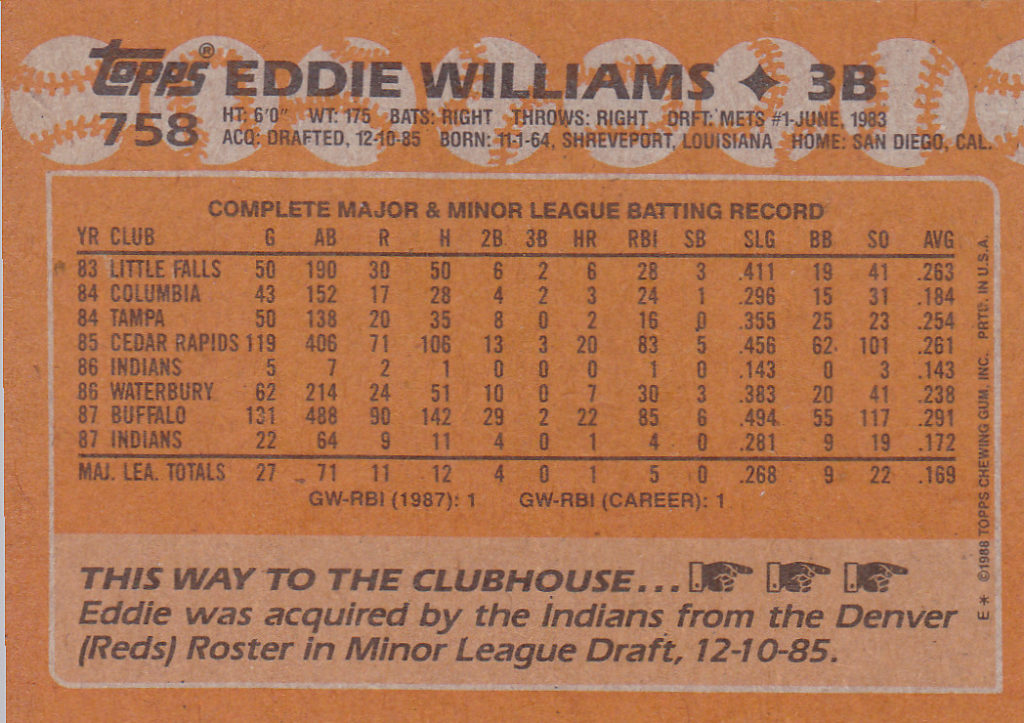 Topps® EDDIE WILLIAMS ✦ 3B
758 HT: 6'0" WT: 175 BATS: RIGHT THROWS: RIGHT DRFT: METS #1-JUNE, 1983
ACQ: DRAFTED, 12-10-85 BORN: 11-1-64, SHREVEPORT, LOUISIANA HOME: SAN DIEGO, CAL.
COMPLETE MAJOR & MINOR LEAGUE BATTING RECORD
YR CLUB G AB R H 2B 3B HR RBI SB SLG BB SO AVG
83 LITTLE FALLS 50 190 30 50 6 2 6 28 3 .411 19 41 .263
84 COLUMBIA 43 152 17 28 4 2 3 24 1 .296 15 31 .184
84 TAMPA 50 138 20 35 8 0 2 16 0 .355 25 23 .254
85 CEDAR RAPIDS 119 406 71 106 13 3 20 83 5 .456 62 101 .261
86 INDIANS 5 7 2 1 0 0 0 1 0 .143 0 3 .143
86 WATERBURY 62 214 24 51 10 0 7 30 3 .383 20 41 .238
87 BUFFALO 131 488 90 142 29 2 22 85 6 .494 55 117 .291
87 INDIANS 22 64 9 11 4 0 1 4 0 .281 9 19 .172
MAJ. LEA. TOTALS 27 71 11 12 4 0 1 5 0 .268 9 22 .169
GW-RBI (1987): 1 GW-RBI (CAREER): 1
THIS WAY TO THE CLUBHOUSE...
Eddie was acquired by the Indians from the Denver
(Reds) Roster in Minor League Draft, 12-10-85.
E * ©1988 TOPPS CHEWING GUM, INC. PRTD. IN U.S.A.